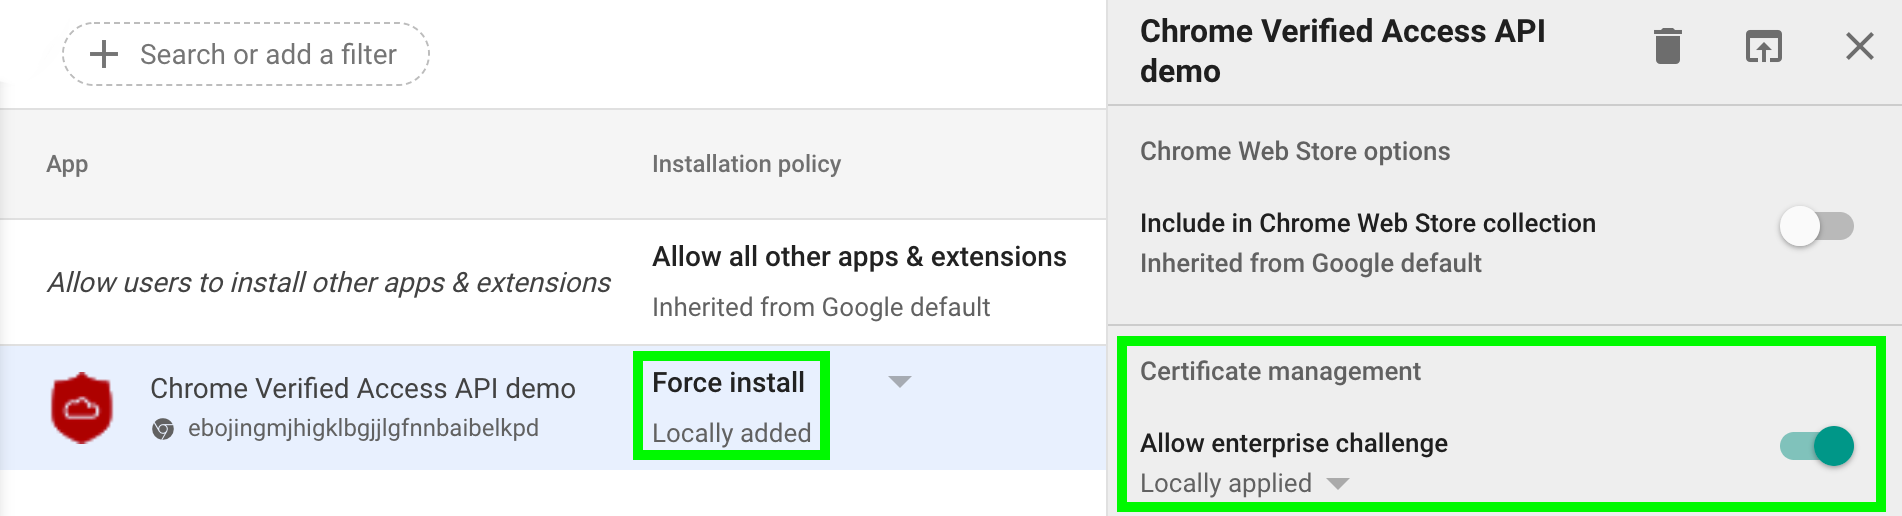 Search or add a filter
App
Installation policy
Allow users to install other apps & extensions
Allow all other apps & extensions
Inherited from Google default
Chrome Verified Access API demo
ebojingmjhigklbgjjlgfnnbaibelkpd
Force install
Locally added
Chrome Verified Access API
demo
Chrome Web Store options
Include in Chrome Web Store collection
Inherited from Google default
Certificate management
Allow enterprise challenge
Locally applied